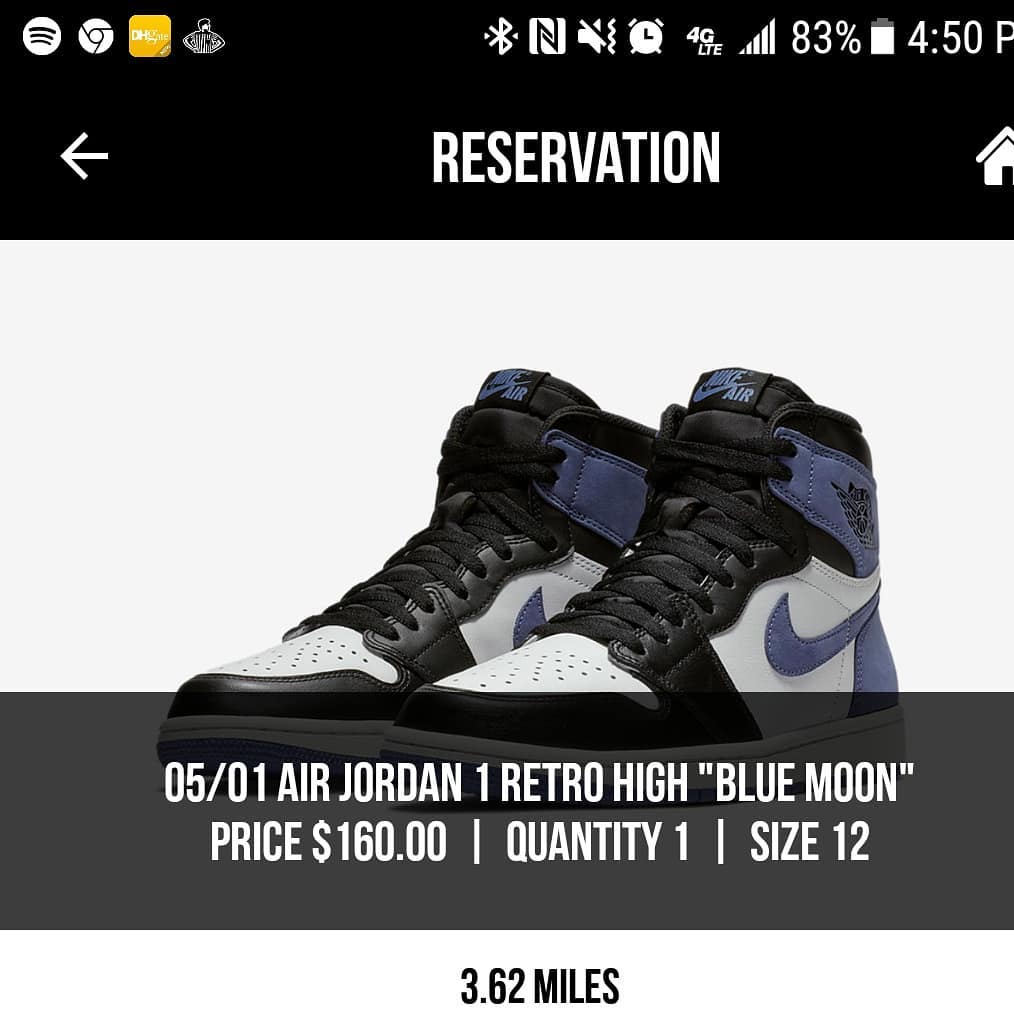 DHgate
4G LTE 83% 4:50 P
RESERVATION
NIKE AIR
NIKE AIR
05/01 AIR JORDAN 1 RETRO HIGH "BLUE MOON"
PRICE $160.00 | QUANTITY 1 | SIZE 12
3.62 MILES